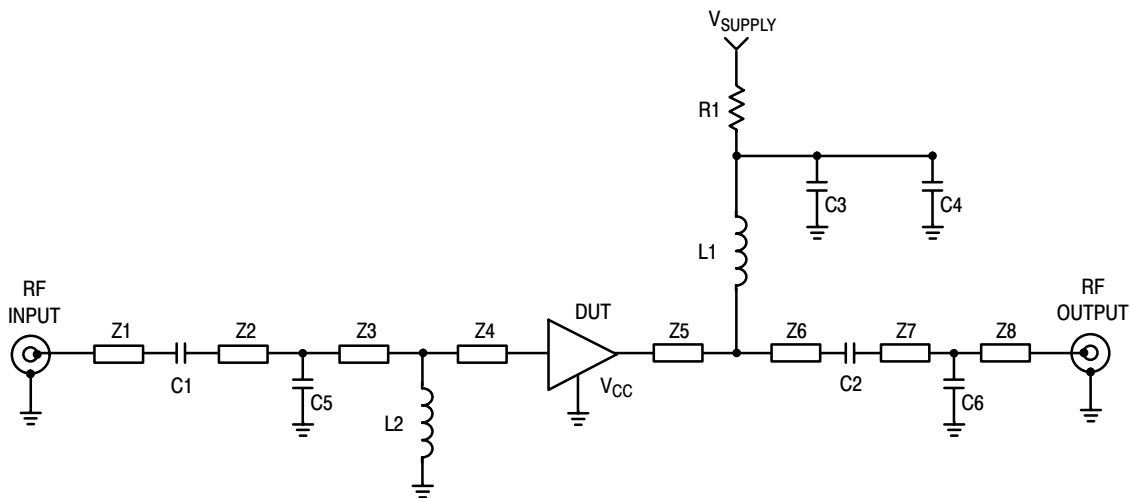 VSUPPLY
R1
C3
C4
L1
RF
INPUT
RF
OUTPUT
DUT
Z1
Z2
Z3
Z4
Z5
Z6
Z7
Z8
C1
C5
L2
VCC
C2
C6